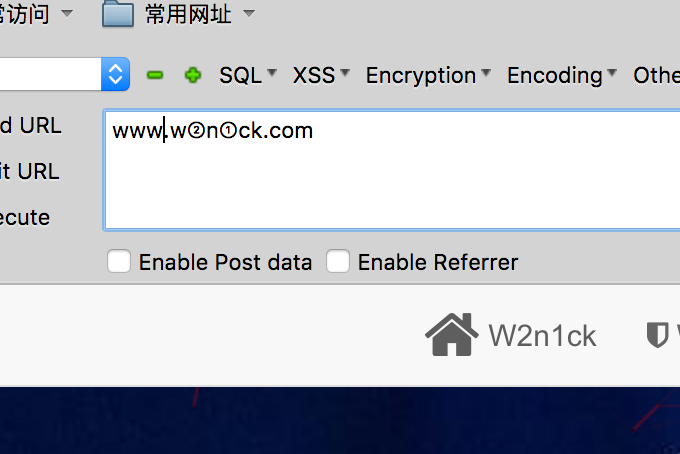 常访问 常用网址
SQL XSS Encryption Encoding Othe
d URL
www.w②n①ck.com
it URL
ecute
Enable Post data Enable Referrer
W2n1ck